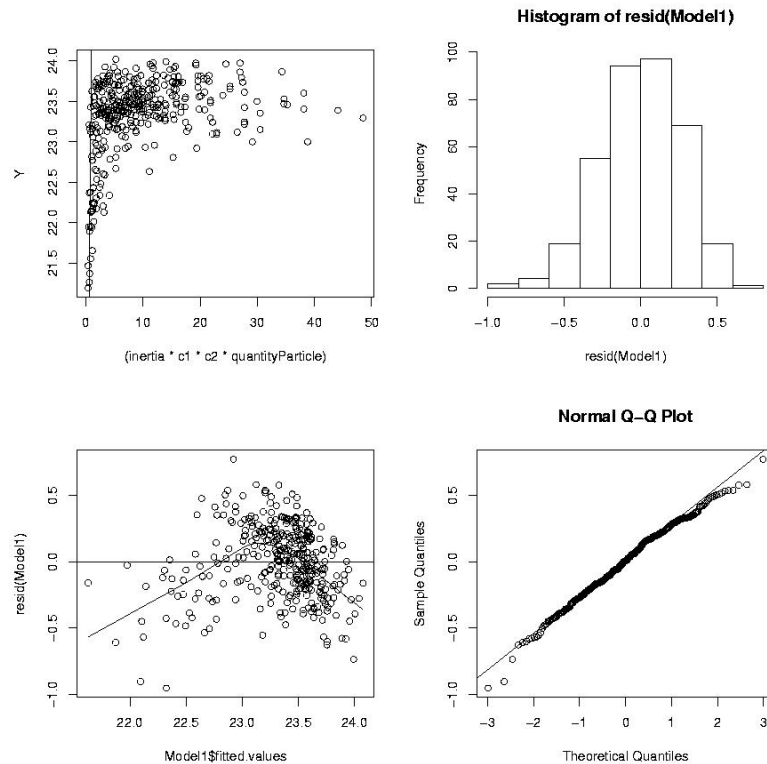 Y
24.0
23.5
23.0
22.5
22.0
21.5
0 10 20 30 40 50
(inertia * c1 * c2 * quantityParticle)
Histogram of resid(Model1)
Frequency
100
80
60
40
20
0
-1.0 -0.5 0.0 0.5
resid(Model1)
resid(Model1)
0.5
0.0
-0.5
-1.0
22.0 22.5 23.0 23.5 24.0
Model1$fitted.values
Normal Q-Q Plot
Sample Quantiles
0.5
0.0
-0.5
-1.0
-3 -2 -1 0 1 2 3
Theoretical Quantiles